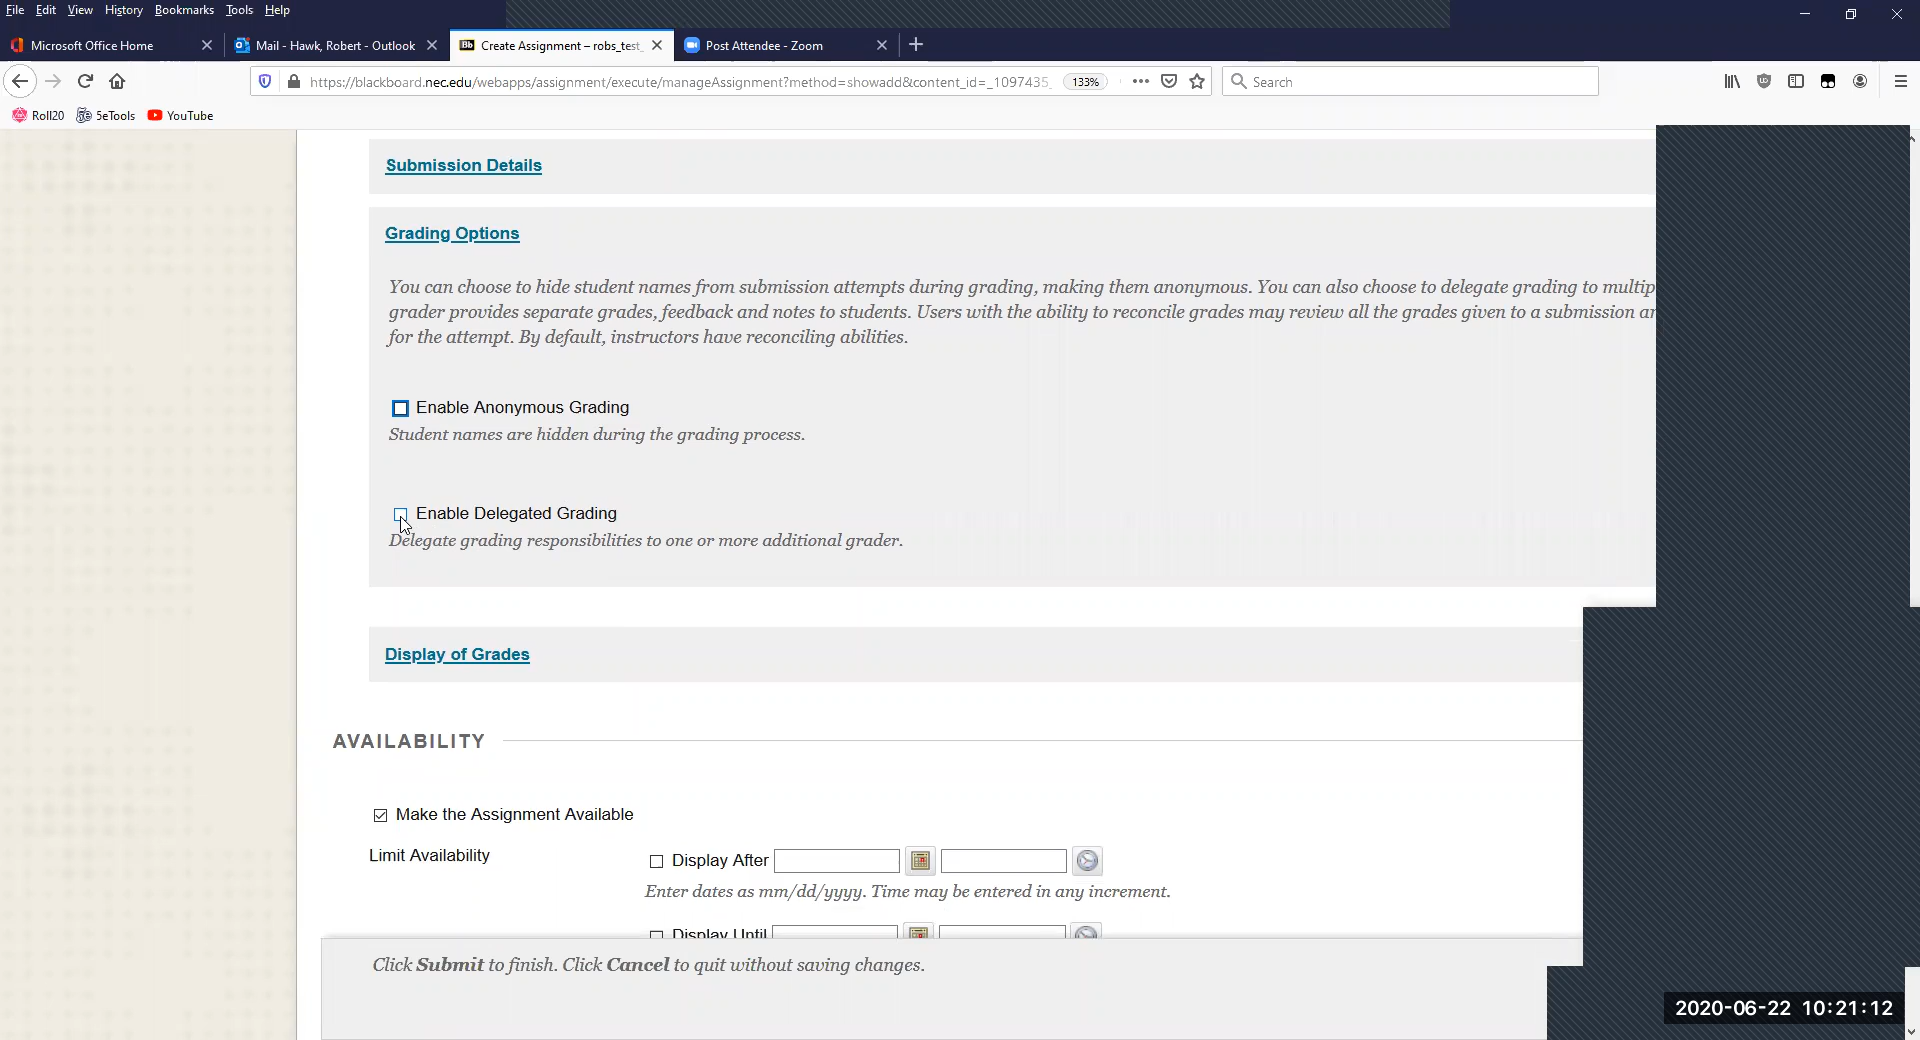 File Edit View History Bookmarks Tools Help
Microsoft Office Home
Mail - Hawk, Robert - Outlook
Create Assignment – robs_test_
Post Attendee - Zoom
https://blackboard.nec.edu/webapps/assignment/execute/manageAssignment?method=showadd&content_id=_1097435
133%
Search
Roll20 5eTools YouTube
Submission Details
Grading Options
You can choose to hide student names from submission attempts during grading, making them anonymous. You can also choose to delegate grading to multip
grader provides separate grades, feedback and notes to students. Users with the ability to reconcile grades may review all the grades given to a submission
for the attempt. By default, instructors have reconciling abilities.
Enable Anonymous Grading
Student names are hidden during the grading process.
Enable Delegated Grading
Delegate grading responsibilities to one or more additional grader.
Display of Grades
AVAILABILITY
Make the Assignment Available
Limit Availability
Display After
Enter dates as mm/dd/yyyy. Time may be entered in any increment.
Display Until
Click Submit to finish. Click Cancel to quit without saving changes.
2020-06-22 10:21:12